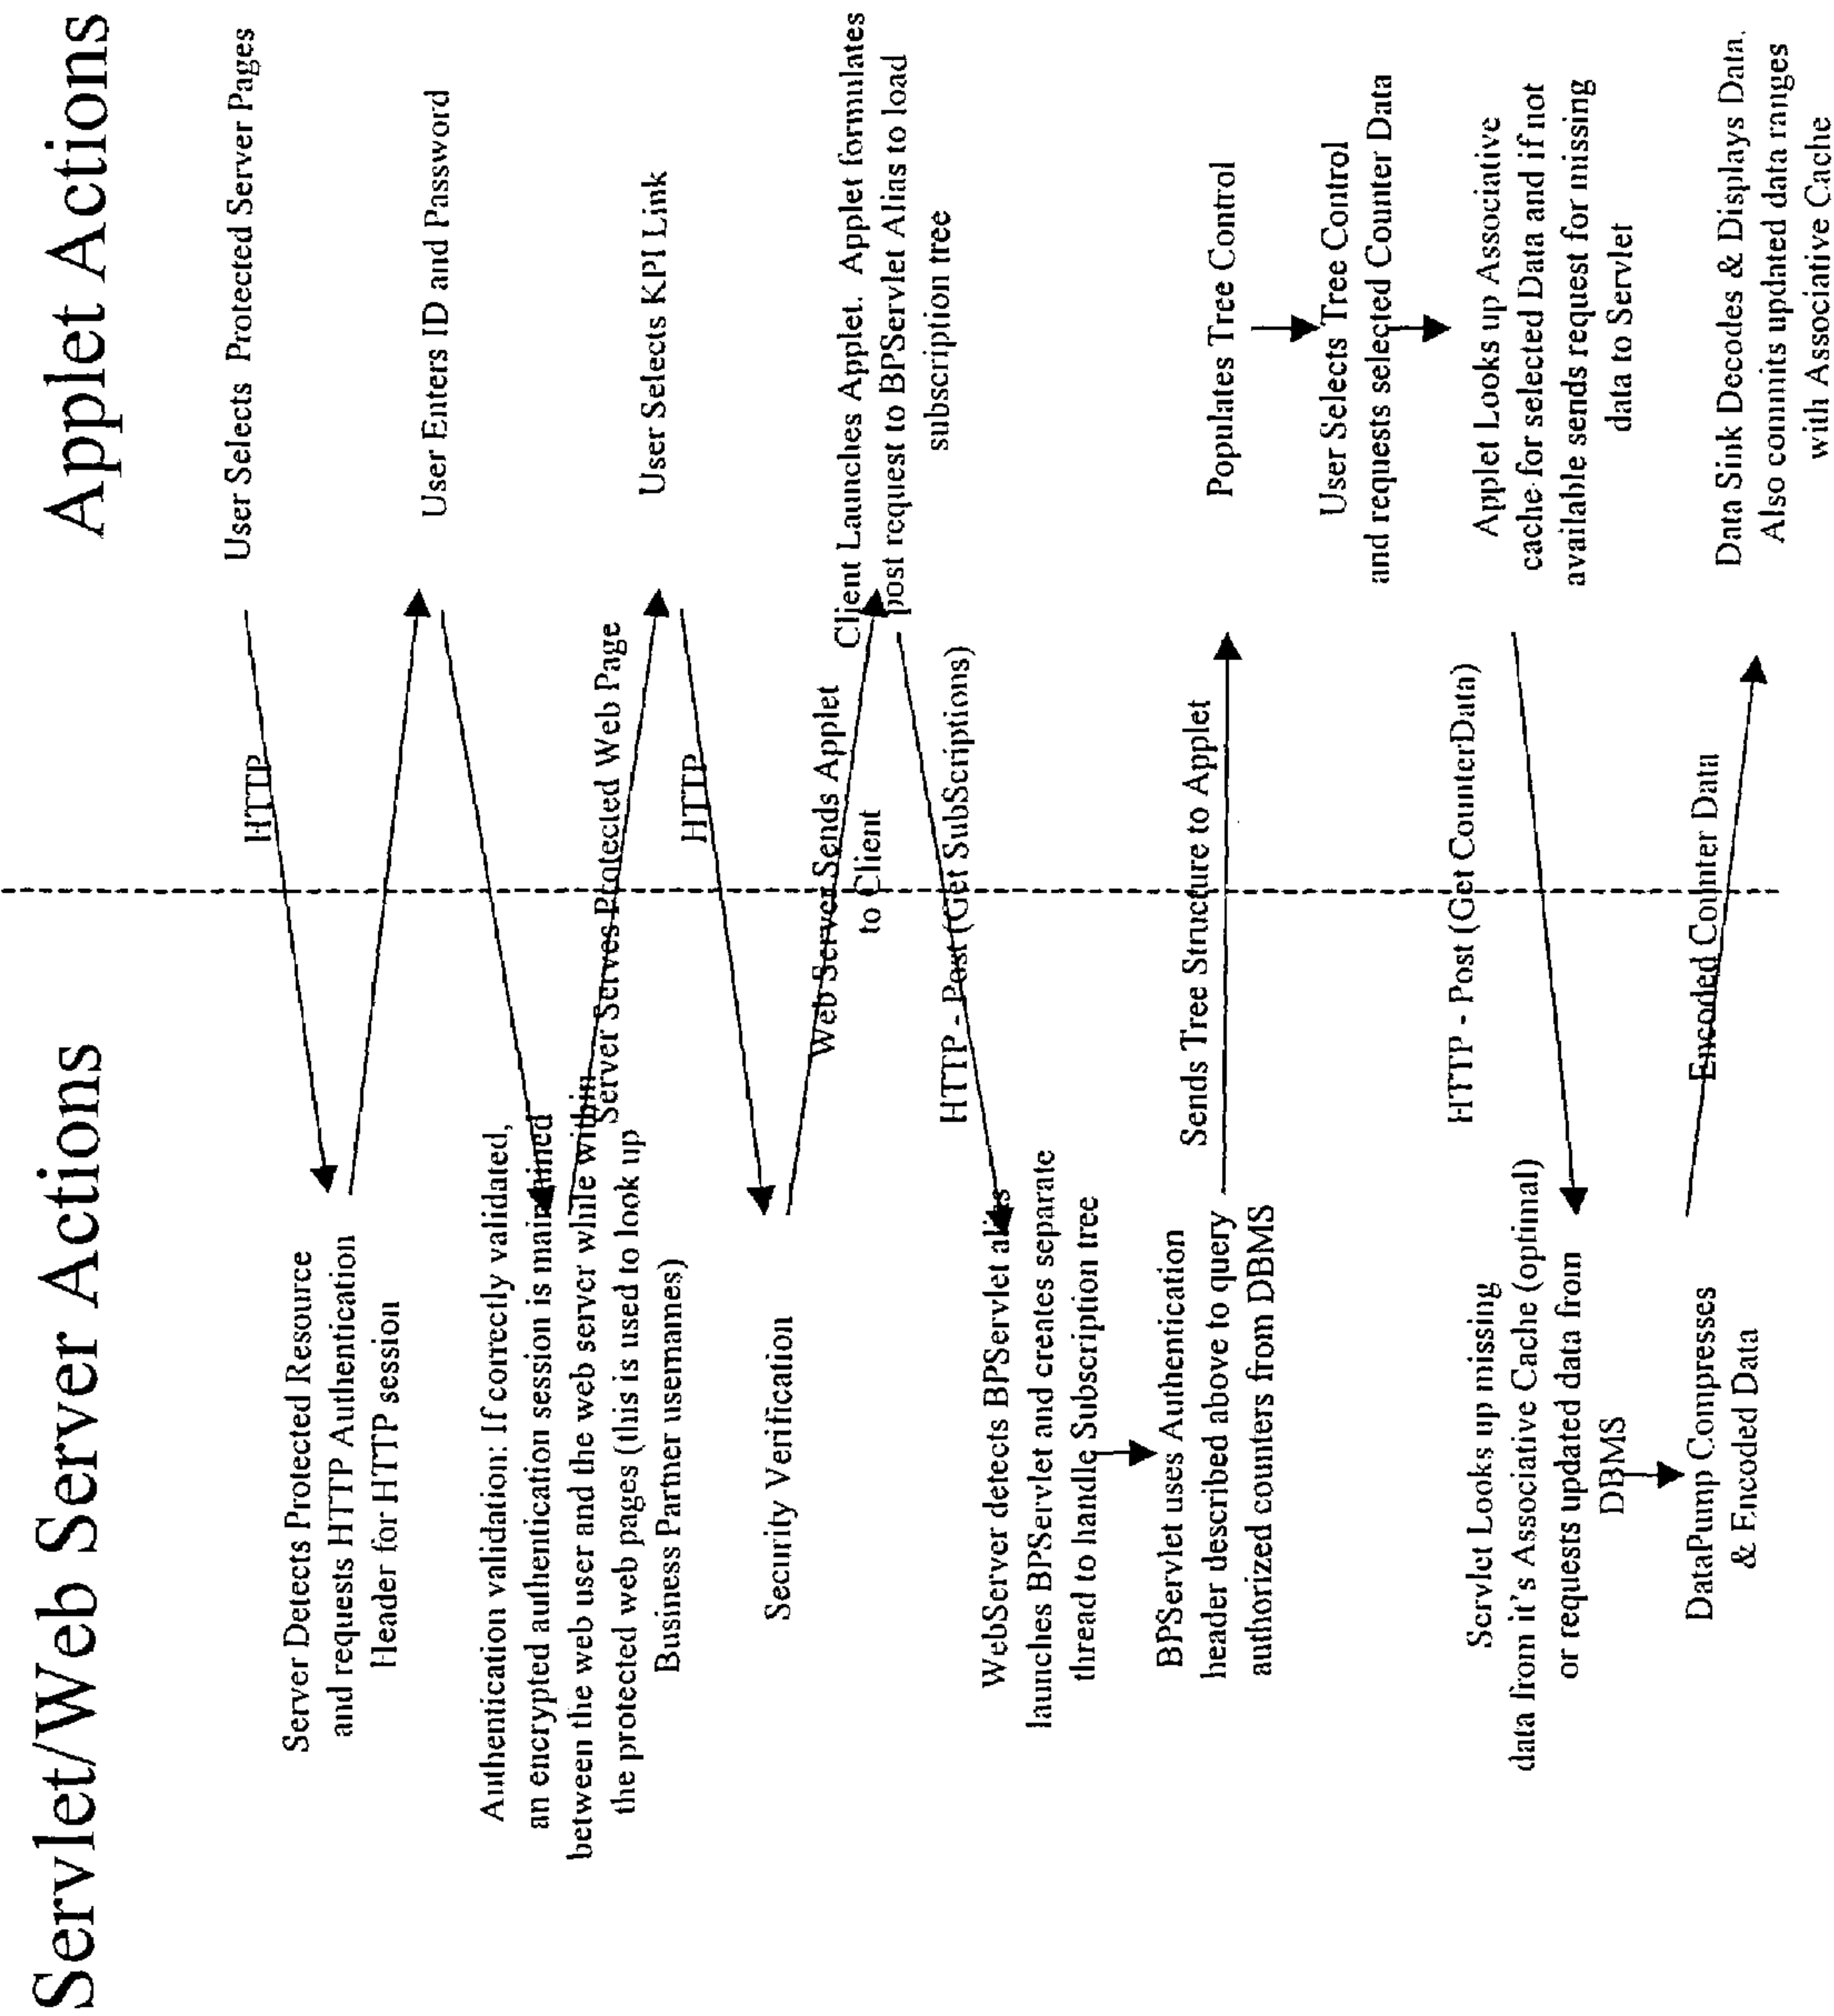 Servlet/Web Server Actions
Applet Actions
User Selects Protected Server Pages
HTTP
Server Detects Protected Resource
and requests HTTP Authentication
Header for HTTP session
User Enters ID and Password
Authentication validation: If correctly validated,
an encrypted authentication session is maintained
between the web user and the web server while within
the protected web pages (this is used to look up
Business Partner usernames)
Server Serves Protected Web Page
User Selects KPI Link
HTTP
Security Verification
Web Server Sends Applet
to Client
Client Launches Applet. Applet formulates
post request to BPServlet Alias to load
subscription tree
HTTP - Post (Get SubScriptions)
WebServer detects BPServlet alias
launches BPServlet and creates separate
thread to handle Subscription tree
BPServlet uses Authentication
header described above to query
authorized counters from DBMS
Sends Tree Structure to Applet
Populates Tree Control
User Selects Tree Control
and requests selected Counter Data
Applet Looks up Associative
cache for selected Data and if not
available sends request for missing
data to Servlet
HTTP - Post (Get CounterData)
Servlet Looks up missing
data from it's Associative Cache (optimal)
or requests updated data from
DBMS
DataPump Compresses
& Encoded Data
Encoded Counter Data
Data Sink Decodes & Displays Data.
Also commits updated data ranges
with Associative Cache